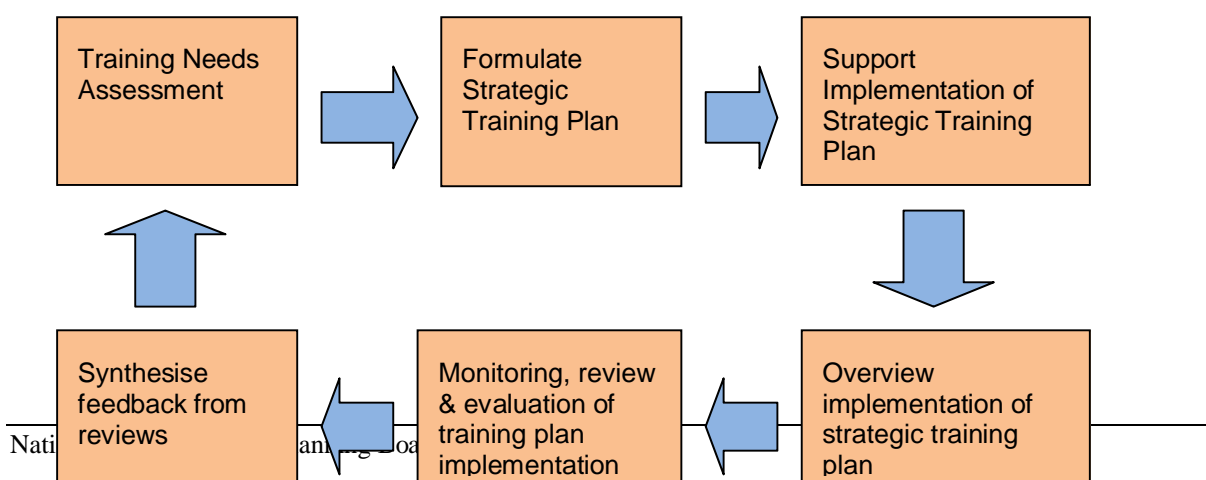 Training Needs
Assessment
Formulate
Strategic
Training Plan
Support
Implementation of
Strategic Training
Plan
Synthesise
feedback from
reviews
Monitoring, review
& evaluation of
training plan
implementation
Overview
implementation of
strategic training
plan